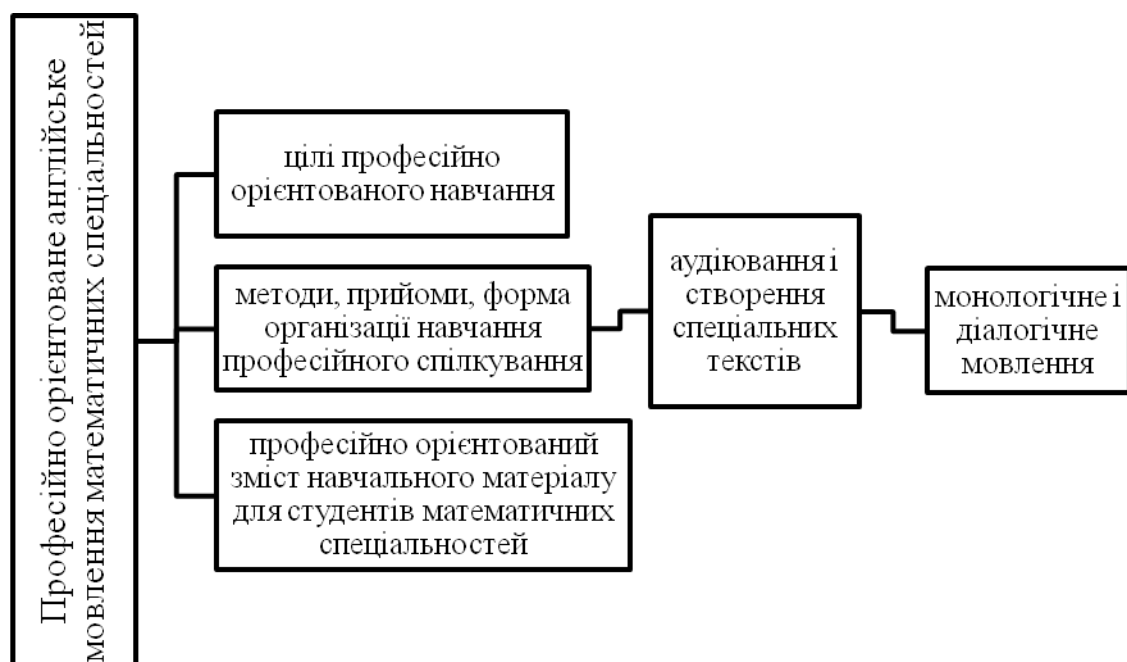 Професійно орієнтоване англійське
мовлення математичних спеціальностей
цілі професійно
орієнтованого навчання
методи, прийоми, форма
організації навчання
професійного спілкування
професійно орієнтований
зміст навчального матеріалу
для студентів математичних
спеціальностей
аудіювання і
створення
спеціальних
текстів
монологічне і
діалогічне
мовлення